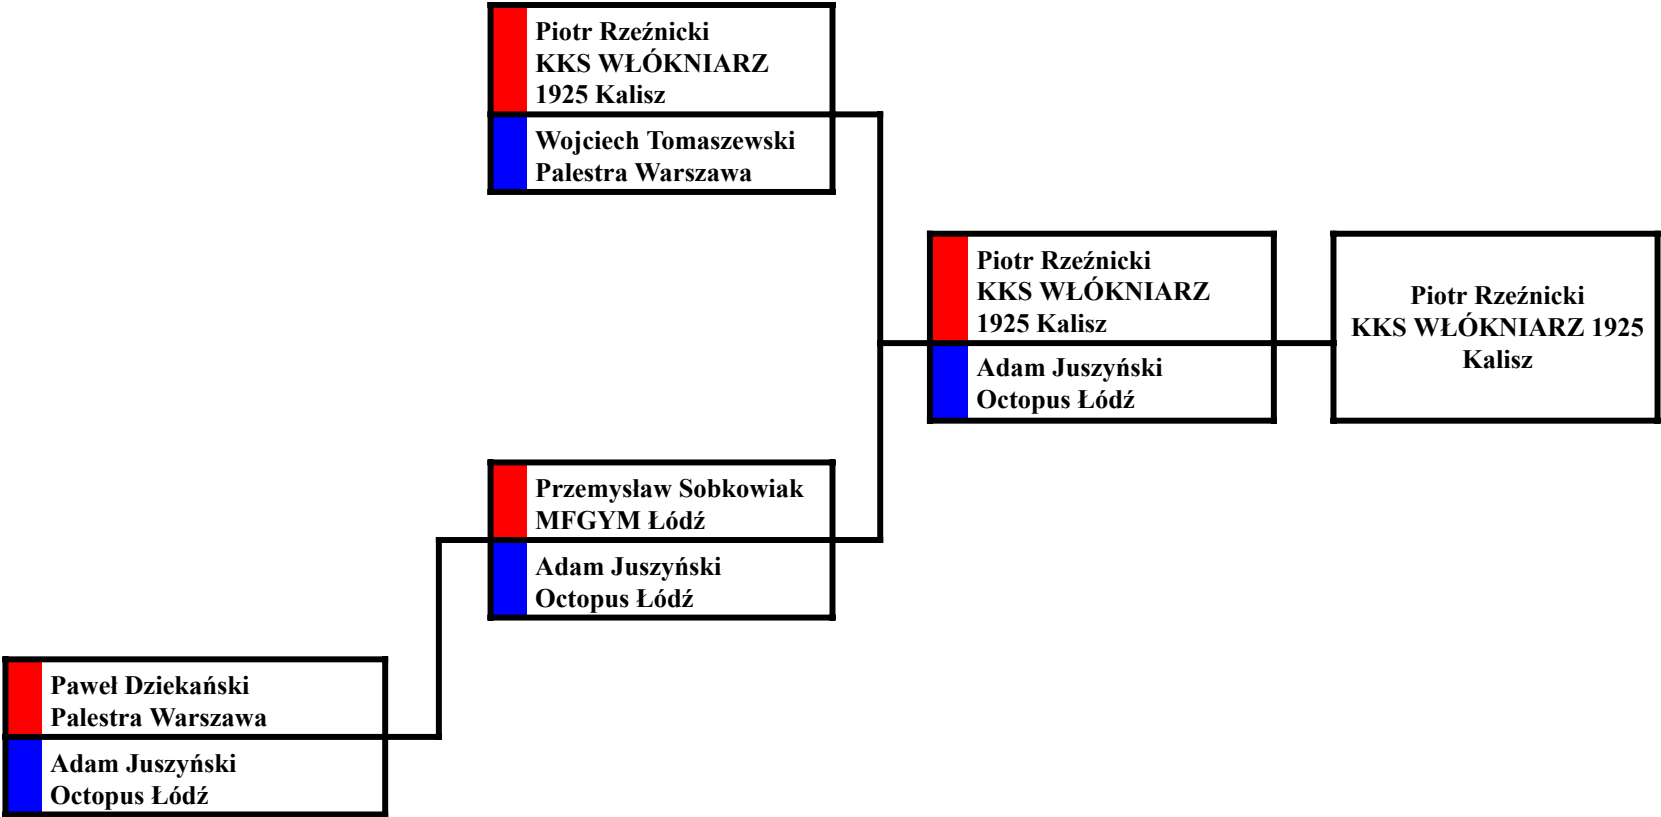 Piotr Rzeźnicki
KKS WŁÓKNIARZ
1925 Kalisz
Wojciech Tomaszewski
Palestra Warszawa
Piotr Rzeźnicki
KKS WŁÓKNIARZ
1925 Kalisz
Adam Juszyński
Octopus Łódź
Piotr Rzeźnicki
KKS WŁÓKNIARZ 1925
Kalisz
Przemysław Sobkowiak
MFGYM Łódź
Adam Juszyński
Octopus Łódź
Paweł Dziekański
Palestra Warszawa
Adam Juszyński
Octopus Łódź